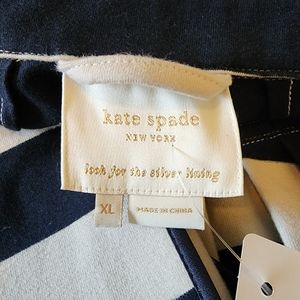 kate spade
NEW YORK
look for the silver lining
XL
MADE IN CHINA